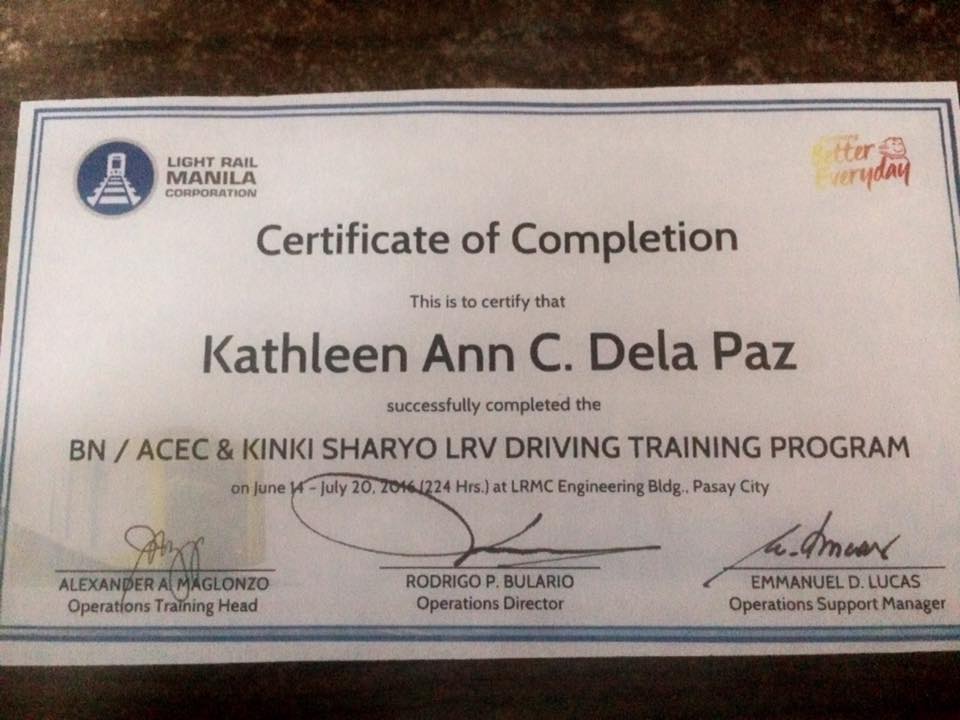 LIGHT RAIL
MANILA
CORPORATION
Better
Everyday
Certificate of Completion
This is to certify that
Kathleen Ann C. Dela Paz
successfully completed the
BN / ACEC & KINKI SHARYO LRV DRIVING TRAINING PROGRAM
on June 14 - July 20, 2016 (224 Hrs.) at LRMC Engineering Bldg., Pasay City
ALEXANDER A. MAGLONZO
Operations Training Head
RODRIGO P. BULARIO
Operations Director
EMMANUEL D. LUCAS
Operations Support Manager